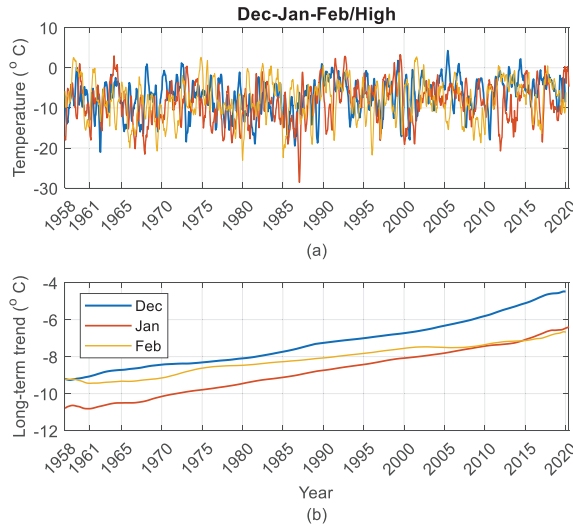 Dec-Jan-Feb/High
Temperature (° C)
10
0
-10
-20
-30
1958 1961 1965 1970 1975 1980 1985 1990 1995 2000 2005 2010 2015 2020
(a)
Long-term trend (° C)
-4
-6
-8
-10
-12
Dec
Jan
Feb
1958 1961 1965 1970 1975 1980 1985 1990 1995 2000 2005 2010 2015 2020
Year
(b)